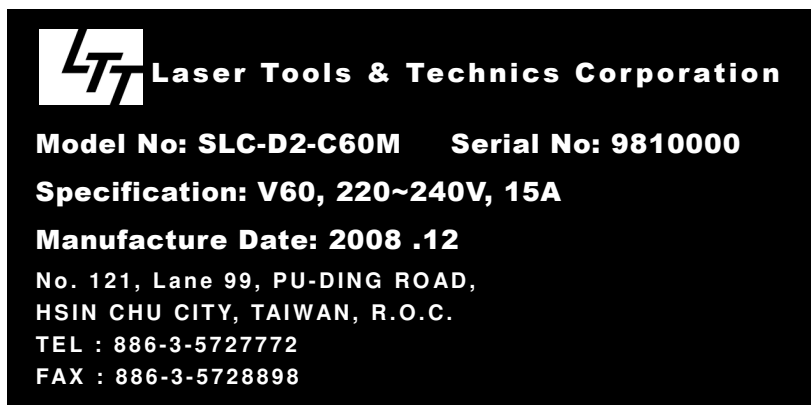 LTT Laser Tools & Technics Corporation
Model No: SLC-D2-C60M Serial No: 9810000
Specification: V60, 220~240V, 15A
Manufacture Date: 2008 .12
No. 121, Lane 99, PU-DING ROAD,
HSIN CHU CITY, TAIWAN, R.O.C.
TEL : 886-3-5727772
FAX : 886-3-5728898